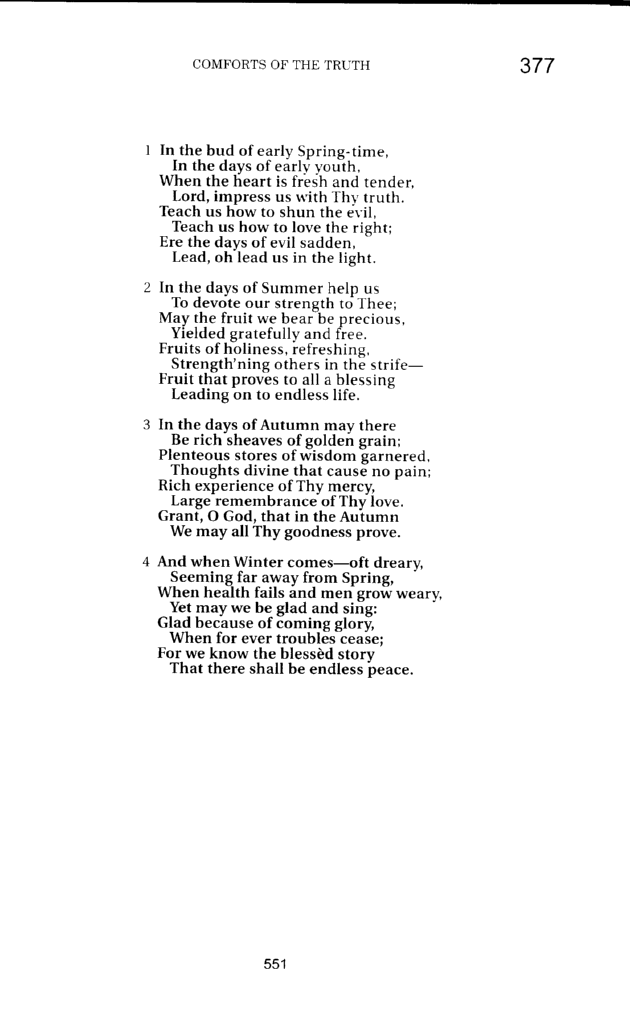 COMFORTS OF THE TRUTH 377
1 In the bud of early Spring-time,
In the days of early youth,
When the heart is fresh and tender,
Lord, impress us with Thy truth.
Teach us how to shun the evil,
Teach us how to love the right;
Ere the days of evil sadden,
Lead, oh lead us in the light.
2 In the days of Summer help us
To devote our strength to Thee;
May the fruit we bear be precious,
Yielded gratefully and free.
Fruits of holiness, refreshing,
Strength'ning others in the strife—
Fruit that proves to all a blessing
Leading on to endless life.
3 In the days of Autumn may there
Be rich sheaves of golden grain;
Plenteous stores of wisdom garnered,
Thoughts divine that cause no pain;
Rich experience of Thy mercy,
Large remembrance of Thy love.
Grant, O God, that in the Autumn
We may all Thy goodness prove.
4 And when Winter comes—oft dreary,
Seeming far away from Spring,
When health fails and men grow weary,
Yet may we be glad and sing:
Glad because of coming glory,
When for ever troubles cease;
For we know the blessèd story
That there shall be endless peace.
551